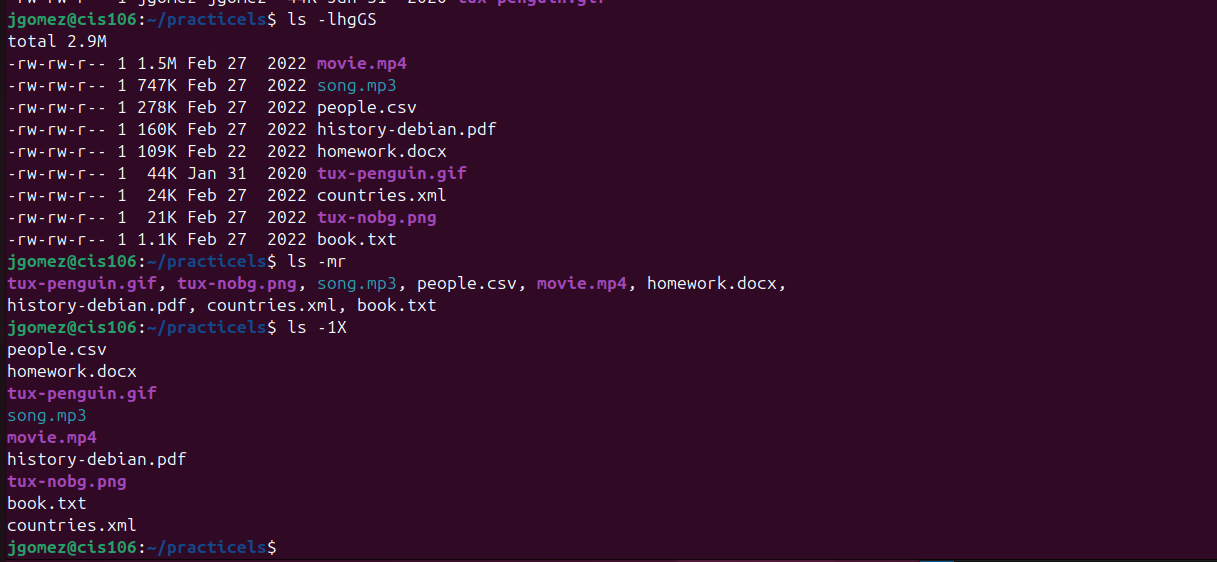 -rw-rw-r-- 1 jgomez jgomez  44K Jan 31  2020 tux-penguin.gif
jgomez@cis106:~/practicels$ ls -lhgGS
total 2.9M
-rw-rw-r-- 1 1.5M Feb 27  2022 movie.mp4
-rw-rw-r-- 1 747K Feb 27  2022 song.mp3
-rw-rw-r-- 1 278K Feb 27  2022 people.csv
-rw-rw-r-- 1 160K Feb 27  2022 history-debian.pdf
-rw-rw-r-- 1 109K Feb 22  2022 homework.docx
-rw-rw-r-- 1  44K Jan 31  2020 tux-penguin.gif
-rw-rw-r-- 1  24K Feb 27  2022 countries.xml
-rw-rw-r-- 1  21K Feb 27  2022 tux-nobg.png
-rw-rw-r-- 1 1.1K Feb 27  2022 book.txt
jgomez@cis106:~/practicels$ ls -mr
tux-penguin.gif, tux-nobg.png, song.mp3, people.csv, movie.mp4, homework.docx,
history-debian.pdf, countries.xml, book.txt
jgomez@cis106:~/practicels$ ls -1X
people.csv
homework.docx
tux-penguin.gif
song.mp3
movie.mp4
history-debian.pdf
tux-nobg.png
book.txt
countries.xml
jgomez@cis106:~/practicels$